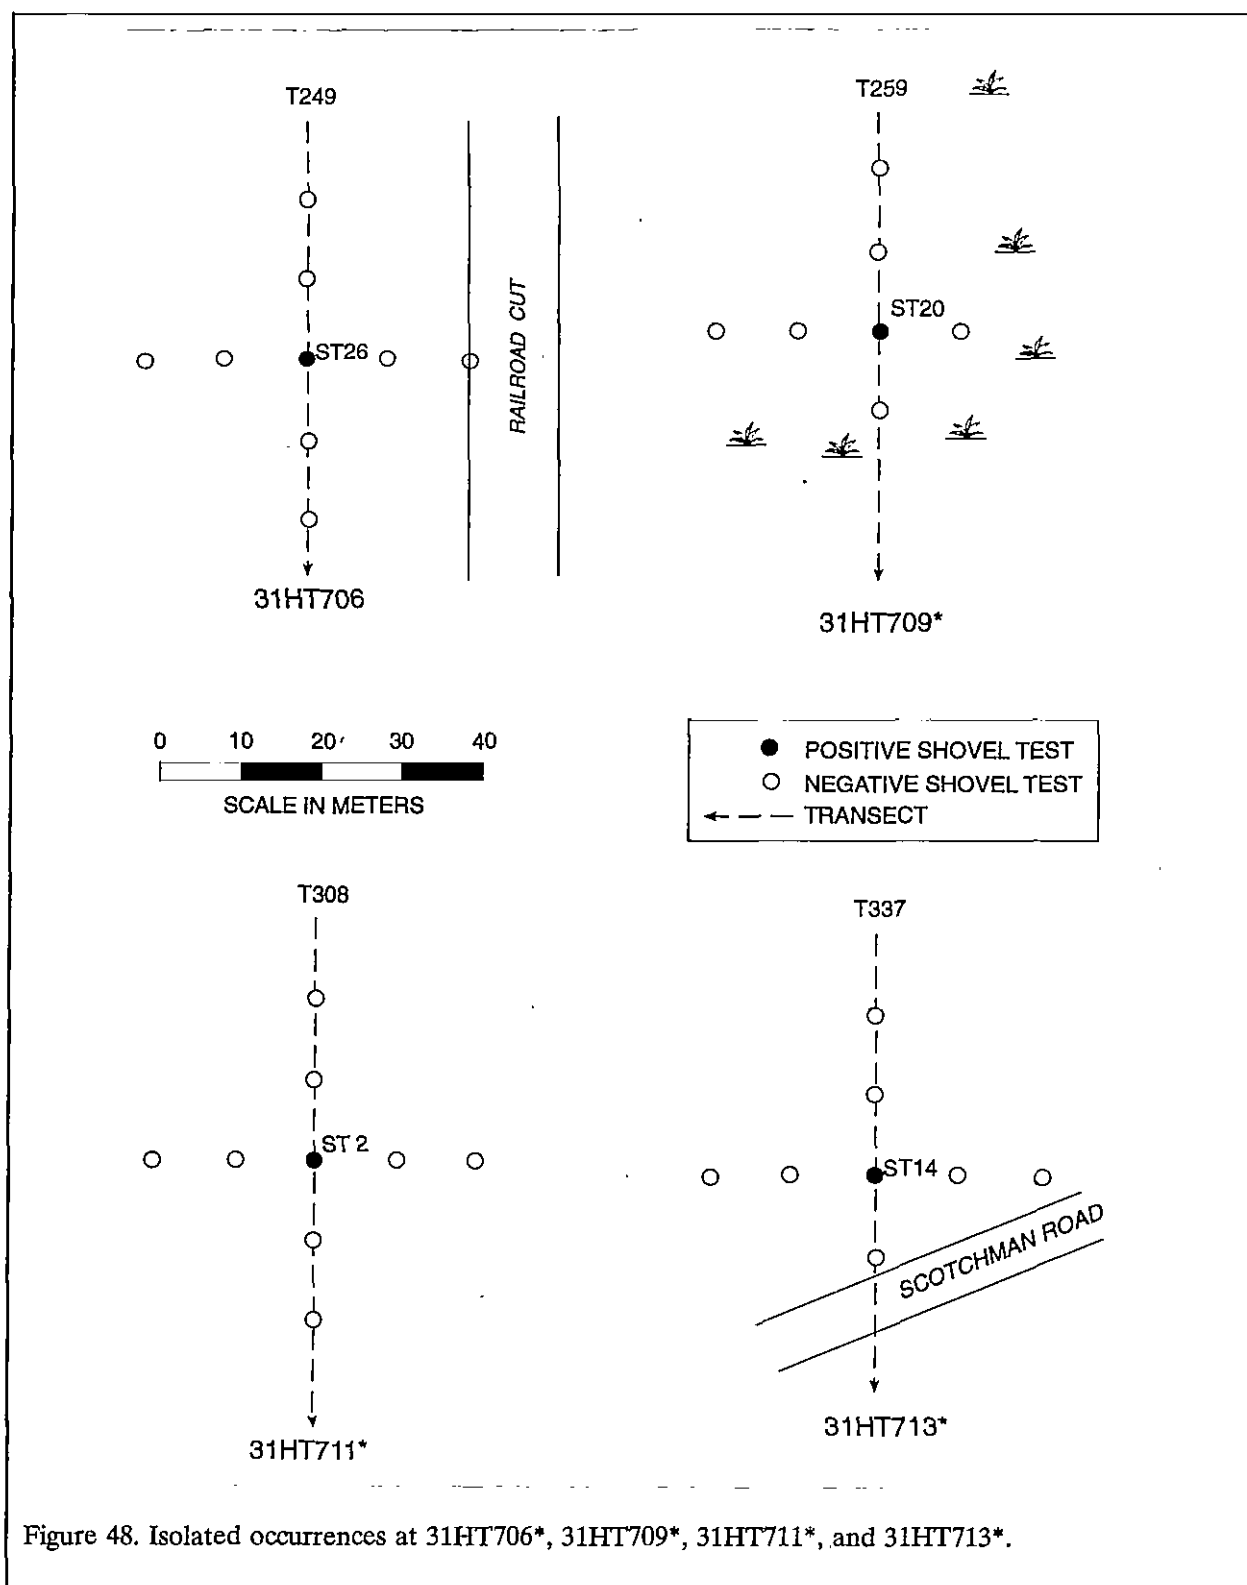 T249
ST26
RAILROAD CUT
31HT706
T259
ST20
31HT709*
0 10 20 30 40
SCALE IN METERS
POSITIVE SHOVEL TEST
NEGATIVE SHOVEL TEST
TRANSECT
T308
ST 2
31HT711*
T337
ST14
SCOTCHMAN ROAD
31HT713*
Figure 48. Isolated occurrences at 31HT706*, 31HT709*, 31HT711*, and 31HT713*.